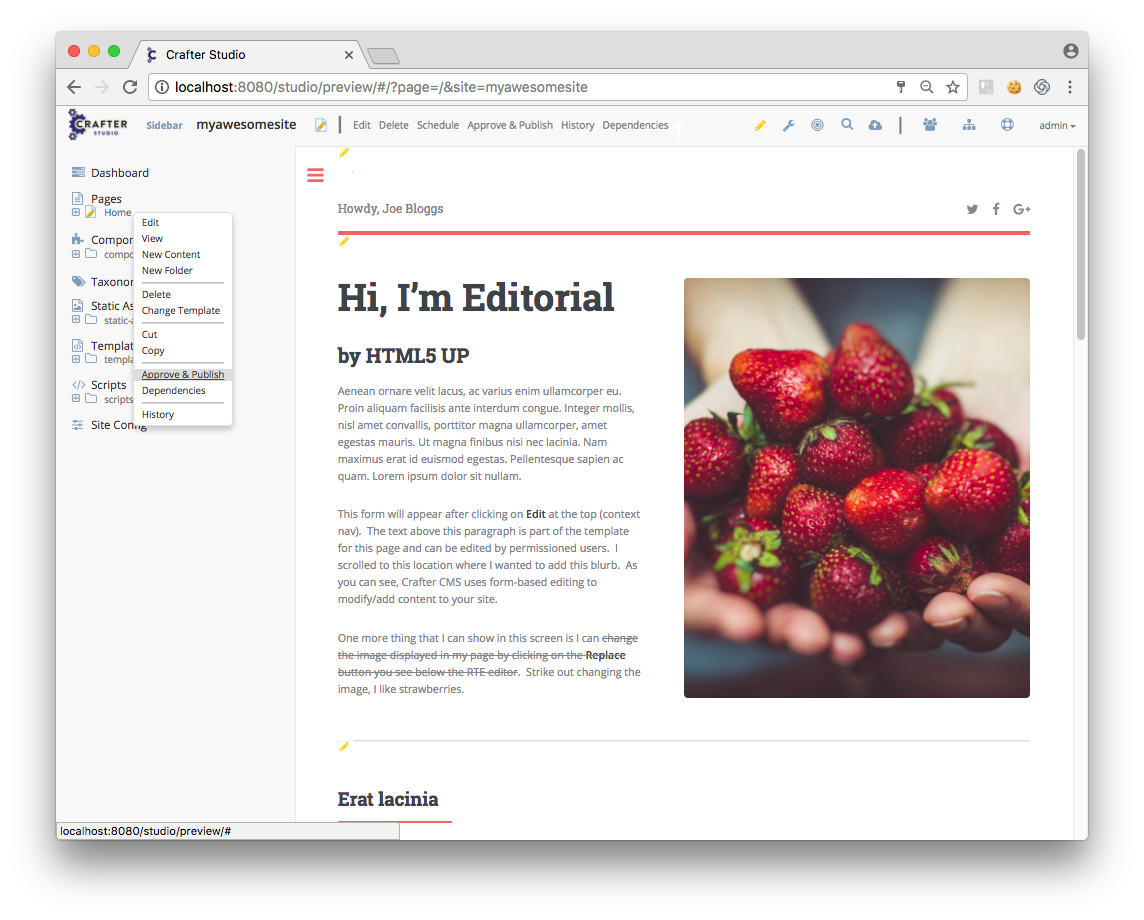 Crafter Studio
localhost:8080/studio/preview/#/?page=/&site=myawesomesite
CRAFTER STUDIO
Sidebar
myawesomesite
Edit Delete Schedule Approve & Publish History Dependencies
admin
Dashboard
Pages
Home
Compor
compo
Taxonor
Static As
static-a
Templat
templa
Scripts
scripts
Site Config
Edit
View
New Content
New Folder
Delete
Change Template
Cut
Copy
Approve & Publish
Dependencies
History
Howdy, Joe Bloggs
Hi, I’m Editorial
by HTML5 UP
Aenean ornare velit lacus, ac varius enim ullamcorper eu.
Proin aliquam facilisis ante interdum congue. Integer mollis,
nisl amet convallis, porttitor magna ullamcorper, amet
egestas mauris. Ut magna finibus nisi nec lacinia. Nam
maximus erat id euismod egestas. Pellentesque sapien ac
quam. Lorem ipsum dolor sit nullam.
This form will appear after clicking on Edit at the top (context
nav). The text above this paragraph is part of the template
for this page and can be edited by permissioned users. I
scrolled to this location where I wanted to add this blurb. As
you can see, Crafter CMS uses form-based editing to
modify/add content to your site.
One more thing that I can show in this screen is I can change
the image displayed in my page by clicking on the Replace
button you see below the RTE editor. Strike out changing the
image, I like strawberries.
Erat lacinia
localhost:8080/studio/preview/#